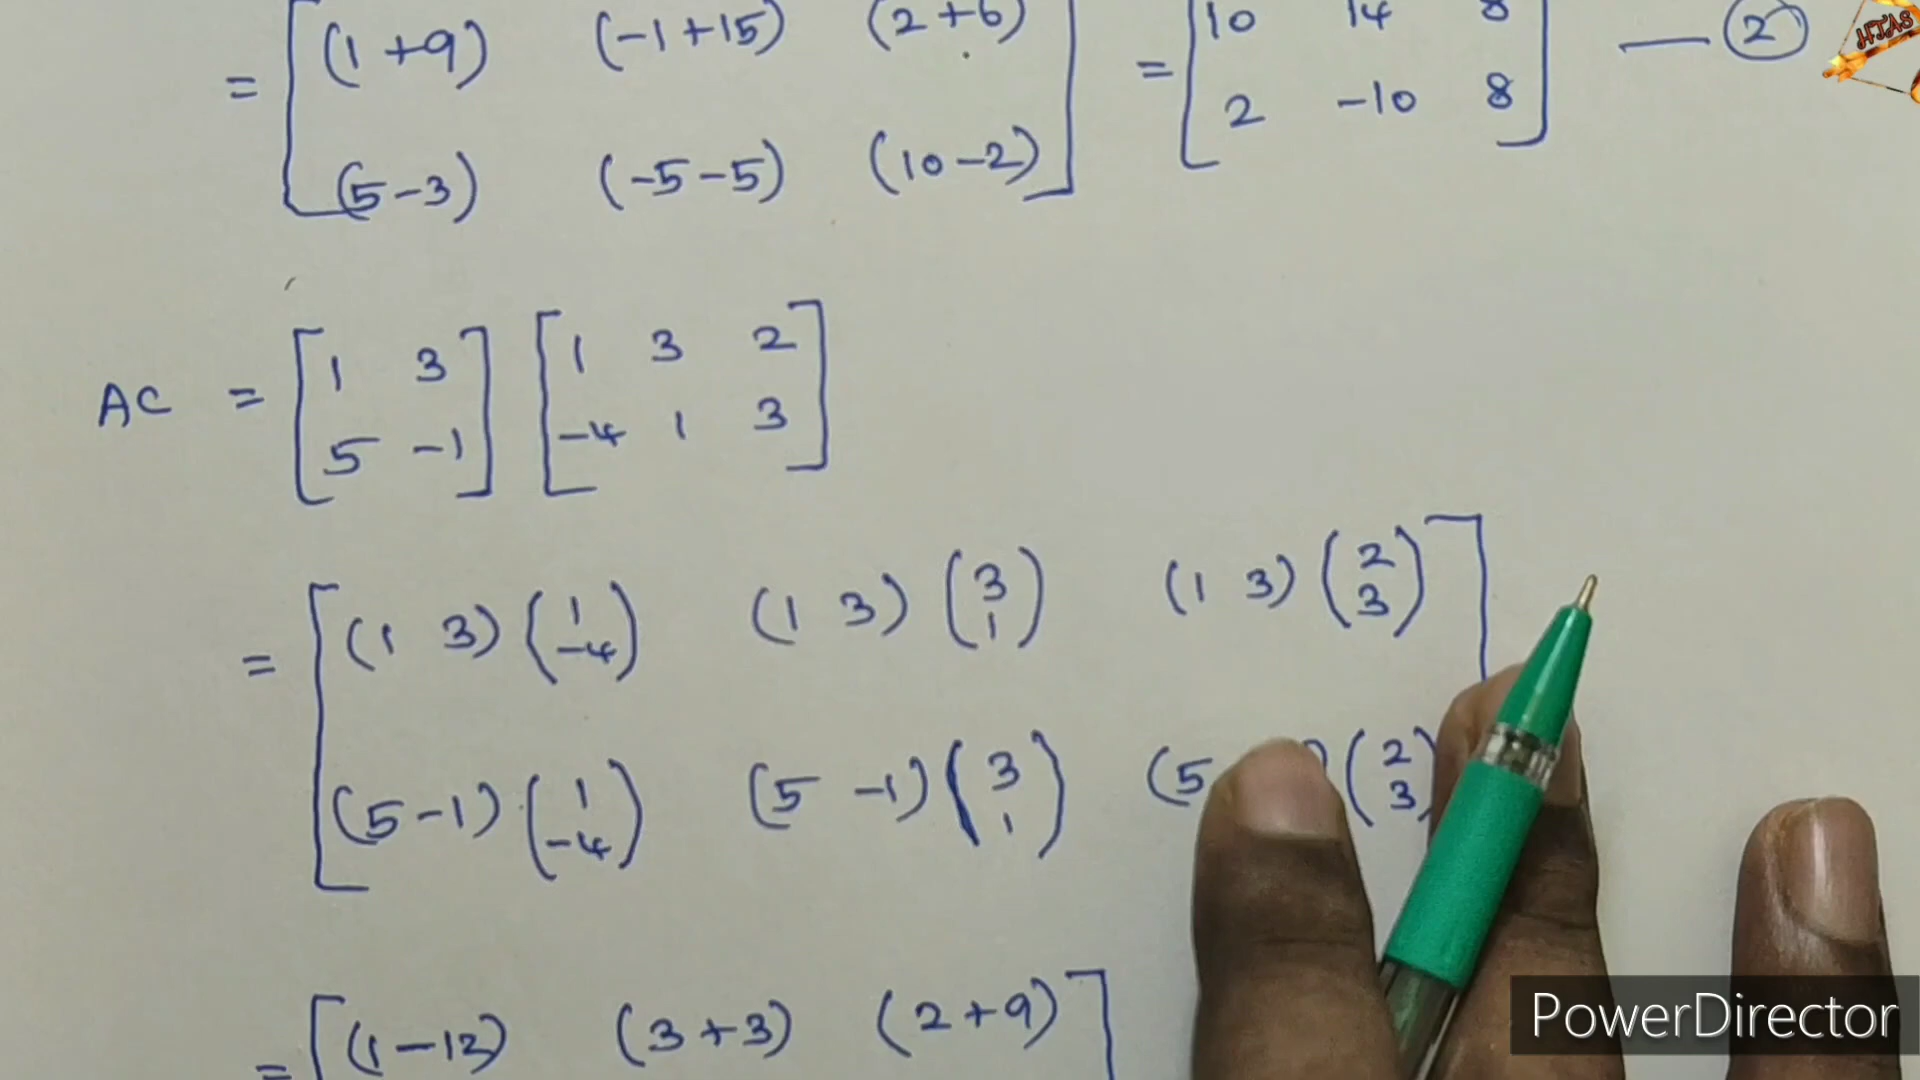 = [ (1+9) (-1+15) (2+6) ] = [ 10 14 8 ] — (2)
[ (5-3) (-5-5) (10-2) ] [ 2 -10 8 ]
HTAS
AC = [ 1 3 ] [ 1 3 2 ]
[ 5 -1 ] [ -4 1 3 ]
= [ (1 3) ( 1 -4 ) (1 3) ( 3 1 ) (1 3) ( 2 3 ) ]
[ (5 -1) ( 1 -4 ) (5 -1) ( 3 1 ) (5 ) ( 2 3 )
= [ (1-12) (3+3) (2+9) ]
PowerDirector